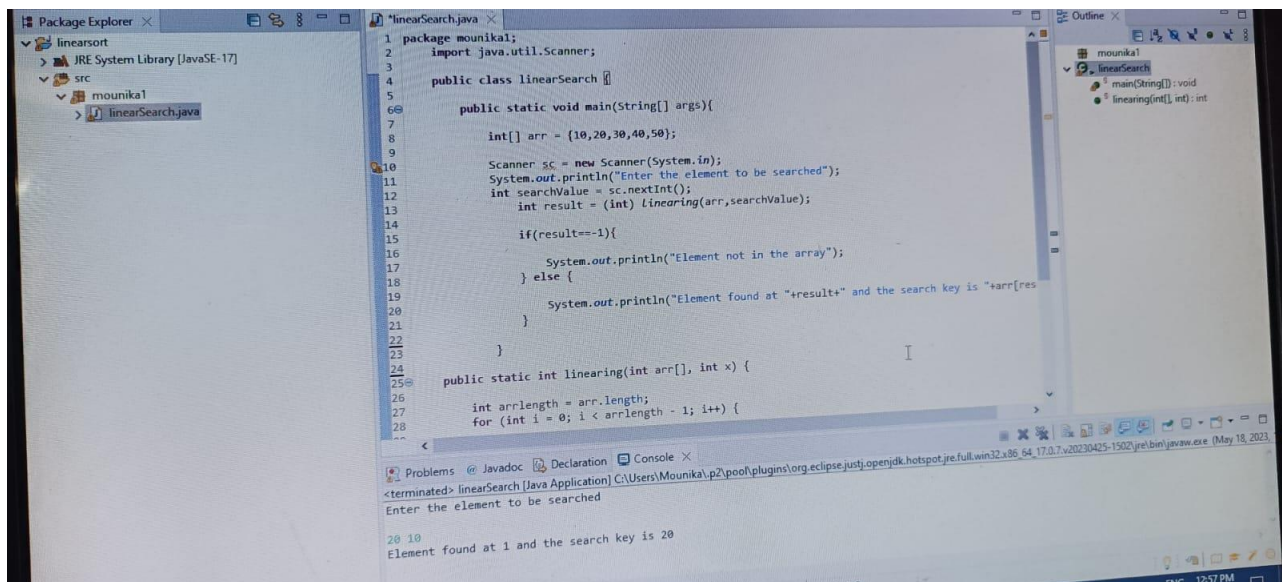 Package Explorer
linearsort
JRE System Library [JavaSE-17]
src
mounika1
linearSearch.java
*linearSearch.java
1 package mounika1;
2 import java.util.Scanner;
3
4 public class linearSearch {
5
6 public static void main(String[] args){
7
8 int[] arr = {10,20,30,40,50};
9
10 Scanner sc = new Scanner(System.in);
11 System.out.println("Enter the element to be searched");
12 int searchValue = sc.nextInt();
13 int result = (int) linearing(arr,searchValue);
14
15 if(result==-1){
16
17 System.out.println("Element not in the array");
18 } else {
19
20 System.out.println("Element found at "+result+" and the search key is "+arr[res
21 }
22
23 }
24
25 public static int linearing(int arr[], int x) {
26
27 int arrlength = arr.length;
28 for (int i = 0; i < arrlength - 1; i++) {
Outline
mounika1
linearSearch
main(String[]) : void
linearing(int[], int) : int
Problems @ Javadoc Declaration Console
<terminated> linearSearch [Java Application] C:\Users\Mounika\.p2\pool\plugins\org.eclipse.justj.openjdk.hotspot.jre.full.win32.x86_64_17.0.7.v20230425-1502\jre\bin\javaw.exe (May 18, 2023,
Enter the element to be searched
20 10
Element found at 1 and the search key is 20
12:57 PM